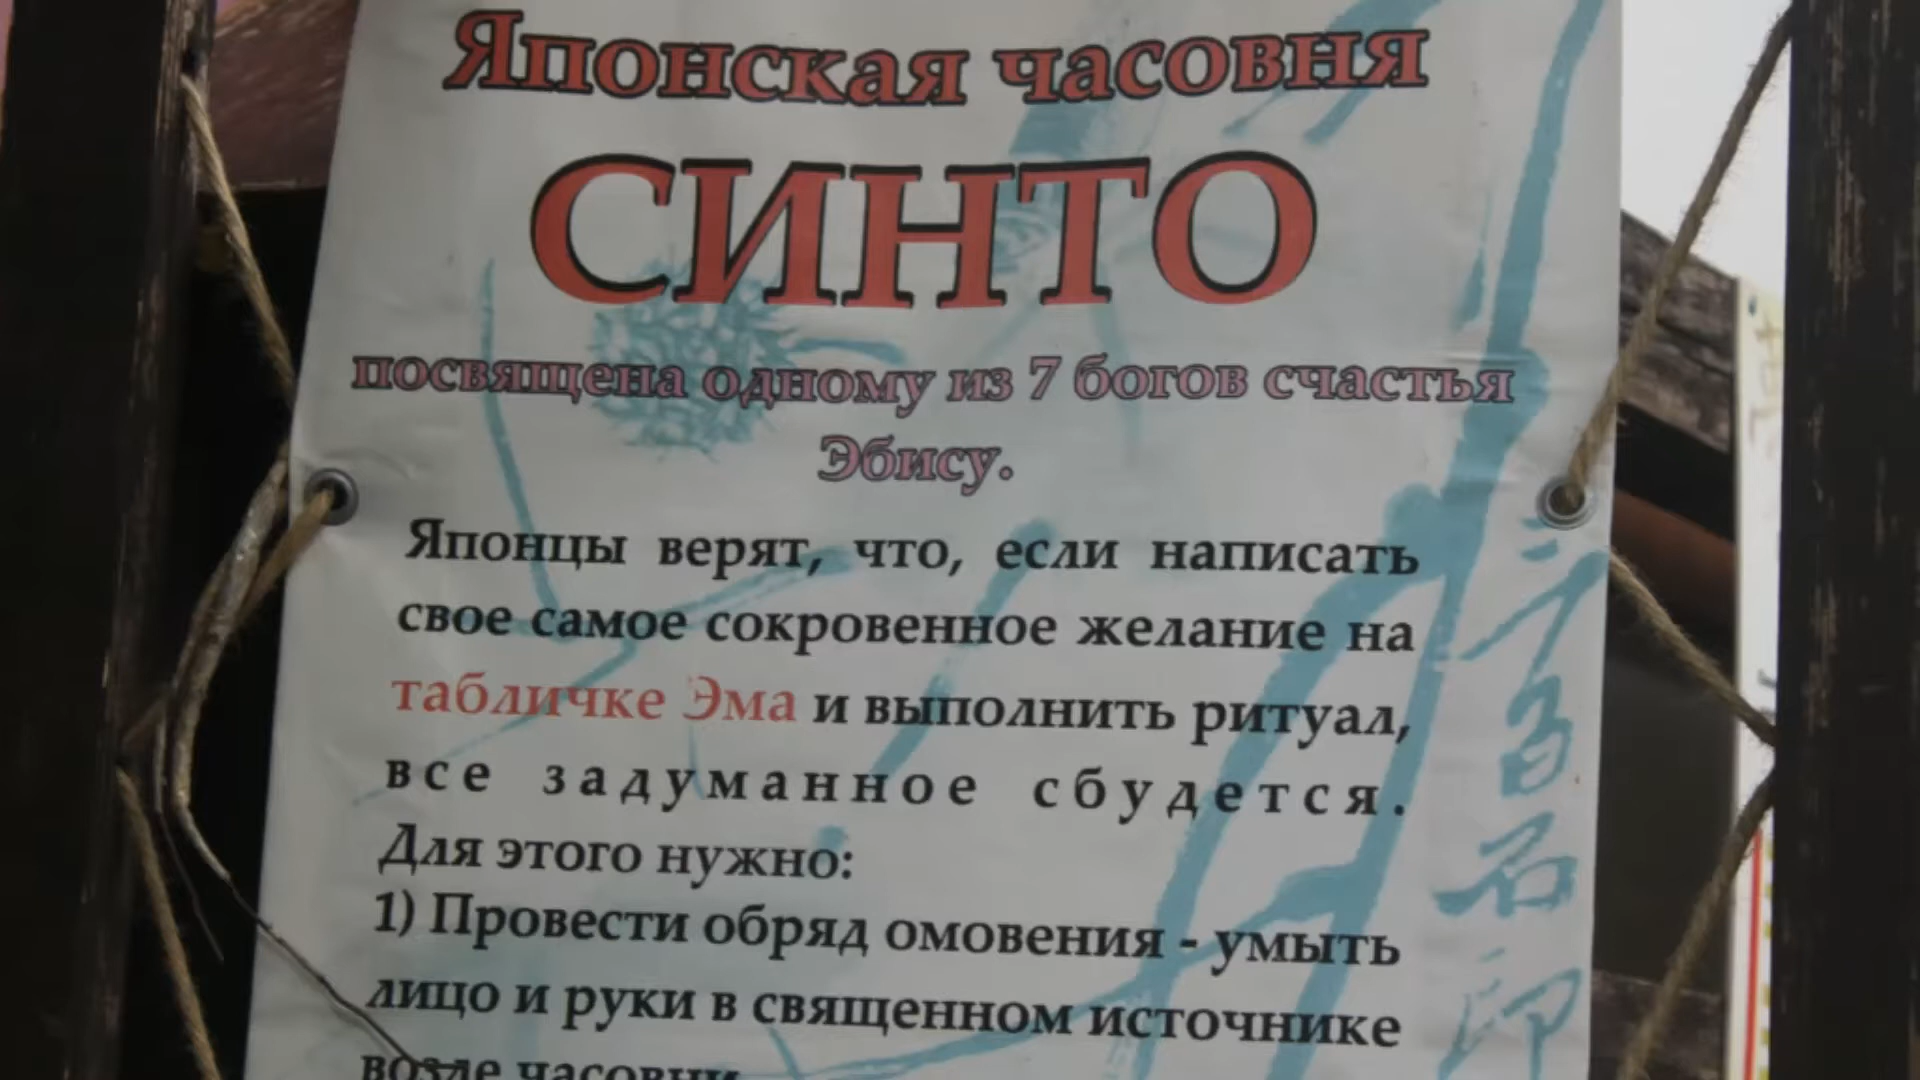 Японская часовня
СИНТО
посвящена одному из 7 богов счастья
Эбису.
Японцы верят, что, если написать
свое самое сокровенное желание на
табличке Эма и выполнить ритуал,
все задуманное сбудется.
Для этого нужно:
1) Провести обряд омовения - умыть
лицо и руки в священном источнике
возле часовни